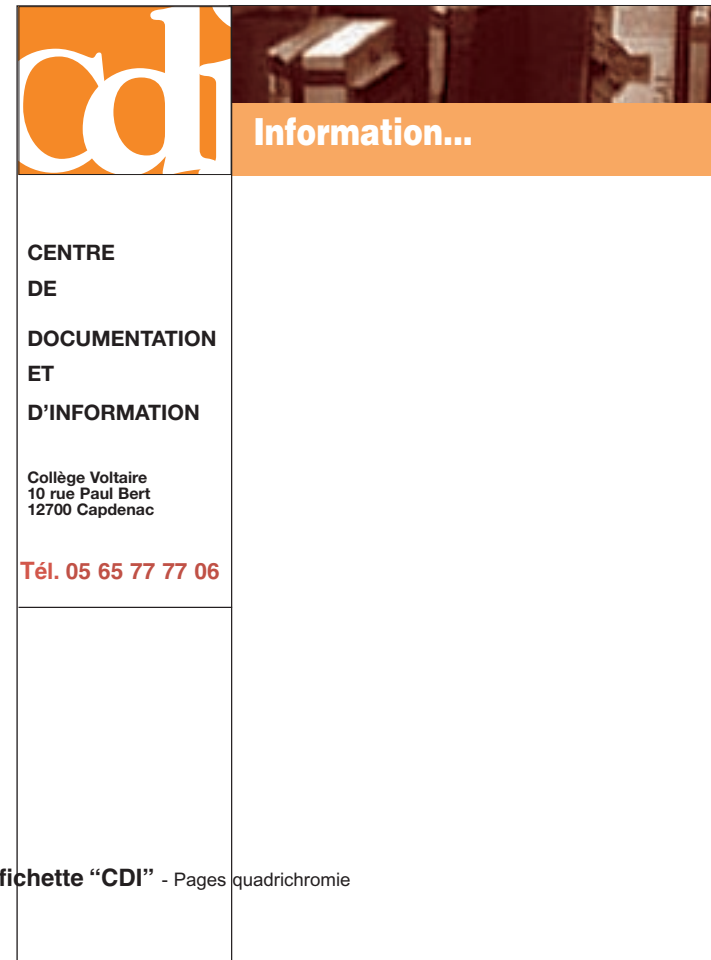 cdi
Information...
CENTRE
DE
DOCUMENTATION
ET
D’INFORMATION
Collège Voltaire
10 rue Paul Bert
12700 Capdenac
Tél. 05 65 77 77 06
fichette “CDI” - Pages quadrichromie